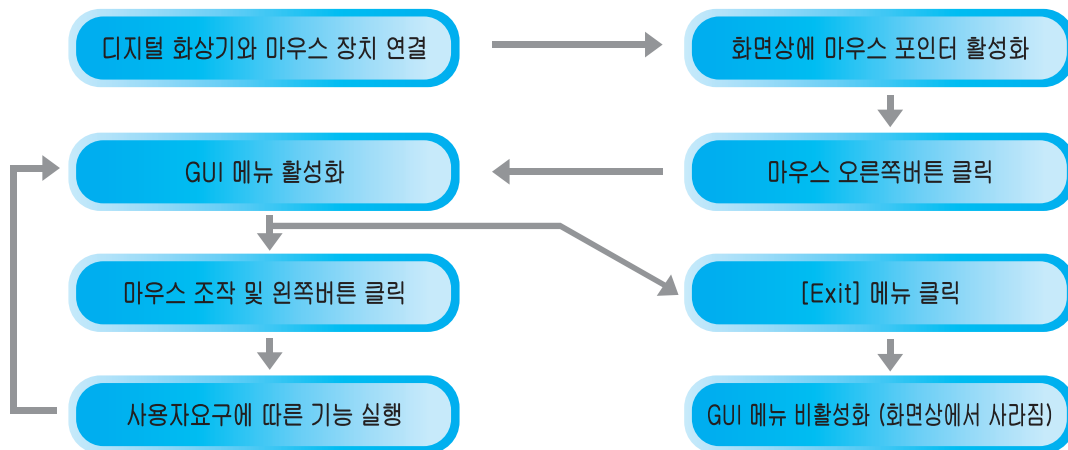 디지털 화상기와 마우스 장치 연결
화면상에 마우스 포인터 활성화
마우스 오른쪽버튼 클릭
GUI 메뉴 활성화
마우스 조작 및 왼쪽버튼 클릭
사용자요구에 따른 기능 실행
[Exit] 메뉴 클릭
GUI 메뉴 비활성화 (화면상에서 사라짐)